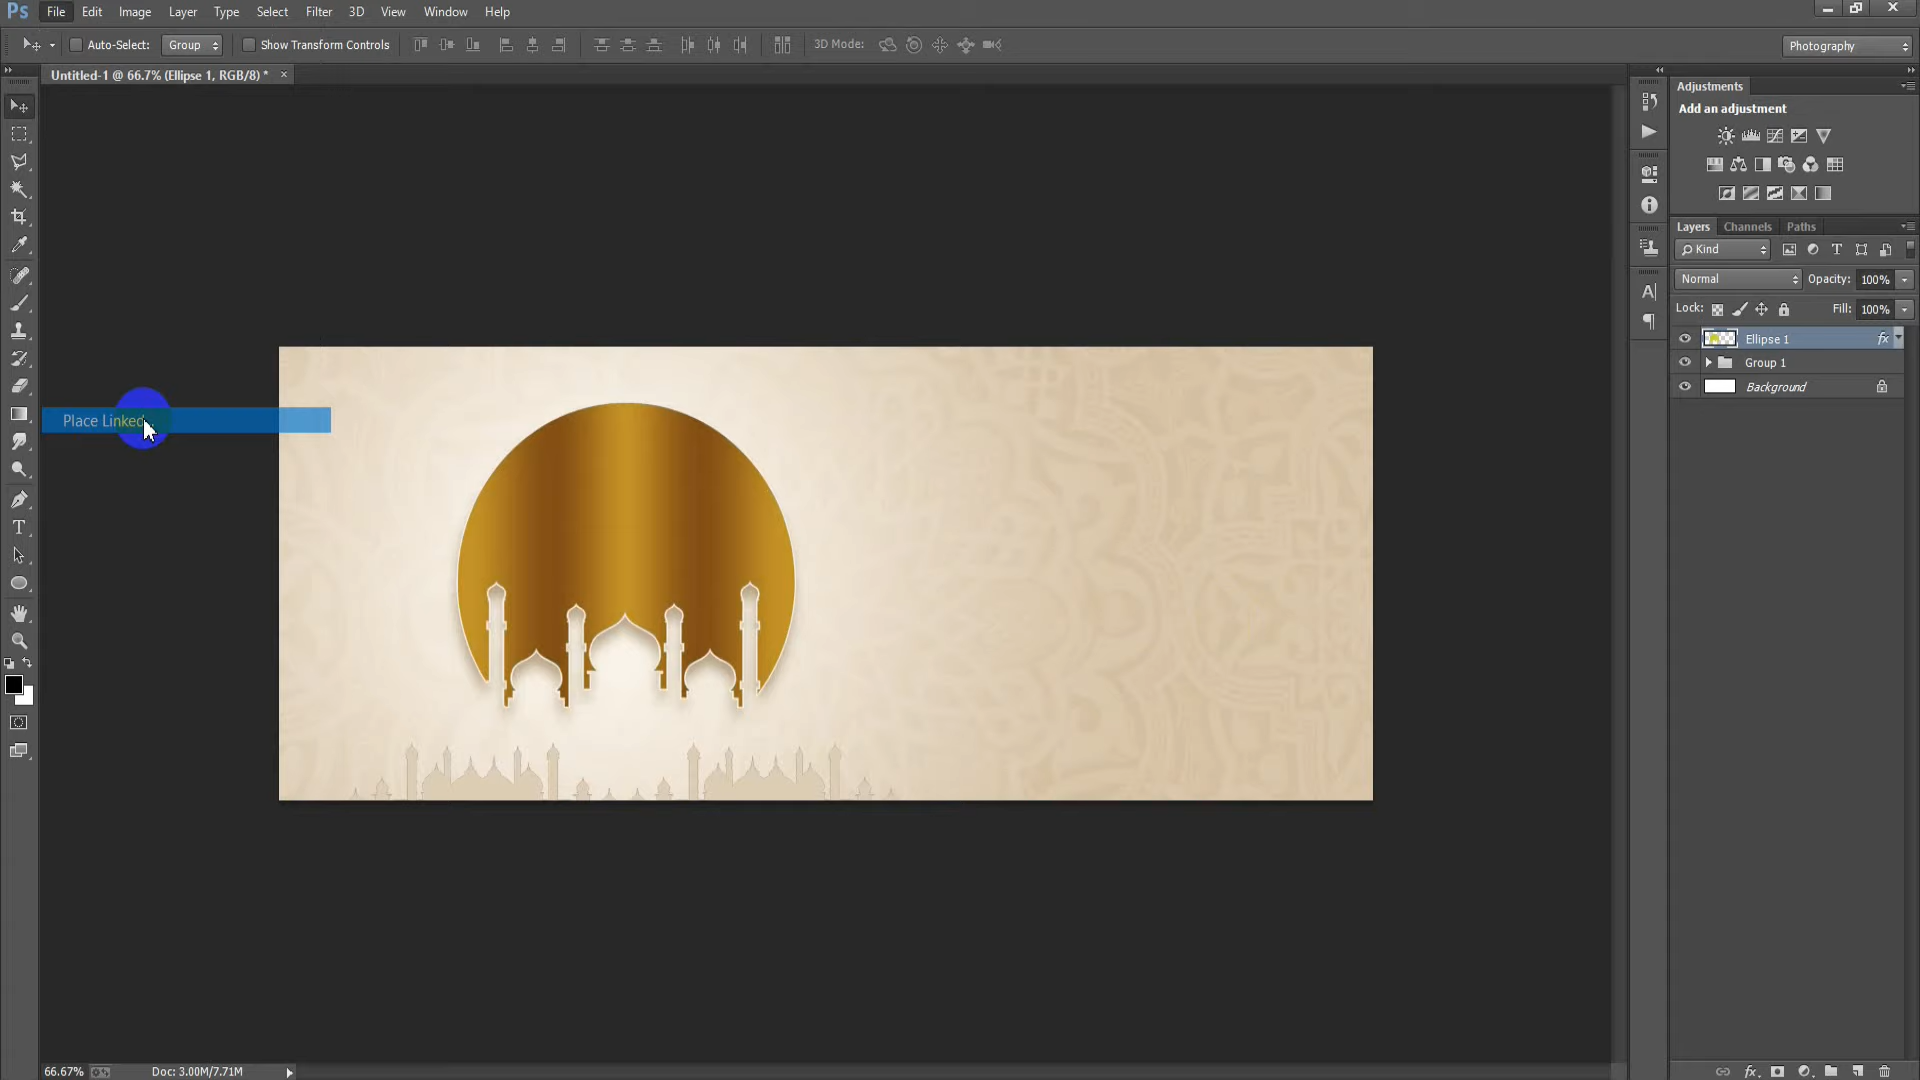 Ps File Edit Image Layer Type Select Filter 3D View Window Help
Auto-Select: Group Show Transform Controls 3D Mode: Photography
Untitled-1 @ 66.7% (Ellipse 1, RGB/8) * ×
Adjustments
Add an adjustment
Layers Channels Paths
Kind
Normal Opacity: 100%
Lock: Fill: 100%
Ellipse 1 fx
Group 1
Background
Place Linked...
66.67% Doc: 3.00M/7.71M